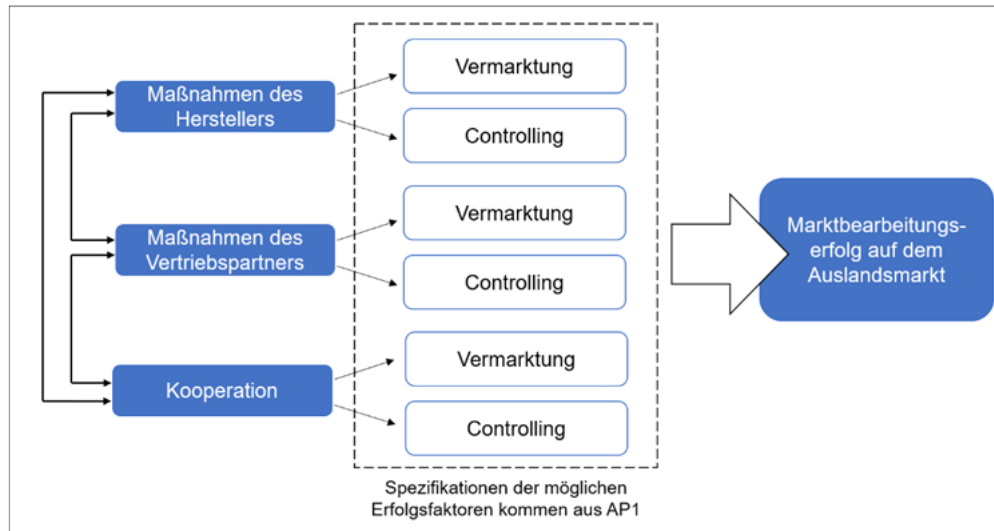 Maßnahmen des
Herstellers
Vermarktung
Controlling
Maßnahmen des
Vertriebspartners
Vermarktung
Controlling
Kooperation
Vermarktung
Controlling
Marktbearbeitungs-
erfolg auf dem
Auslandsmarkt
Spezifikationen der möglichen
Erfolgsfaktoren kommen aus AP1